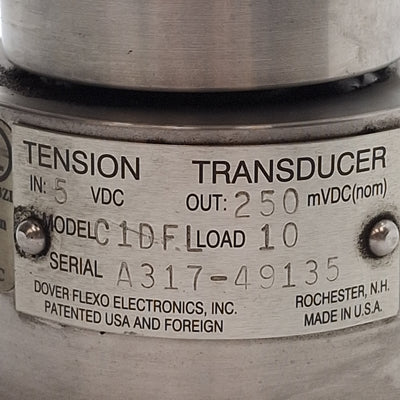 TENSION TRANSDUCER
IN: 5 VDC OUT: 250 mVDC(nom)
MODEL C1DFL LOAD 10
SERIAL A317-49135
DOVER FLEXO ELECTRONICS, INC. ROCHESTER, N.H.
PATENTED USA AND FOREIGN MADE IN U.S.A.